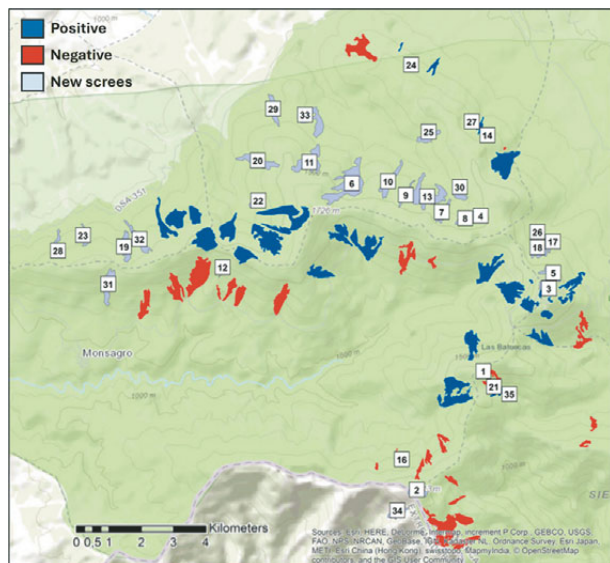 1000 m
Positive
Negative
New screes
24
29
33
27
14
25
20
11
DSA-351
6
10
9
13
30
22
7
8
4
28
23
19
32
26
18
17
12
31
5
3
Monsagro
1000 m
Las Batuecas
1
21
35
16
1000 m
2
34
SIE
Kilometers
0 0,5 1 2 3 4
Sources: Esri, HERE, DeLorme, Intermap, increment P Corp., GEBCO, USGS,
FAO, NPS, NRCAN, GeoBase, IGN, Kadaster NL, Ordnance Survey, Esri Japan,
METI, Esri China (Hong Kong), swisstopo, MapmyIndia, © OpenStreetMap
contributors, and the GIS User Community